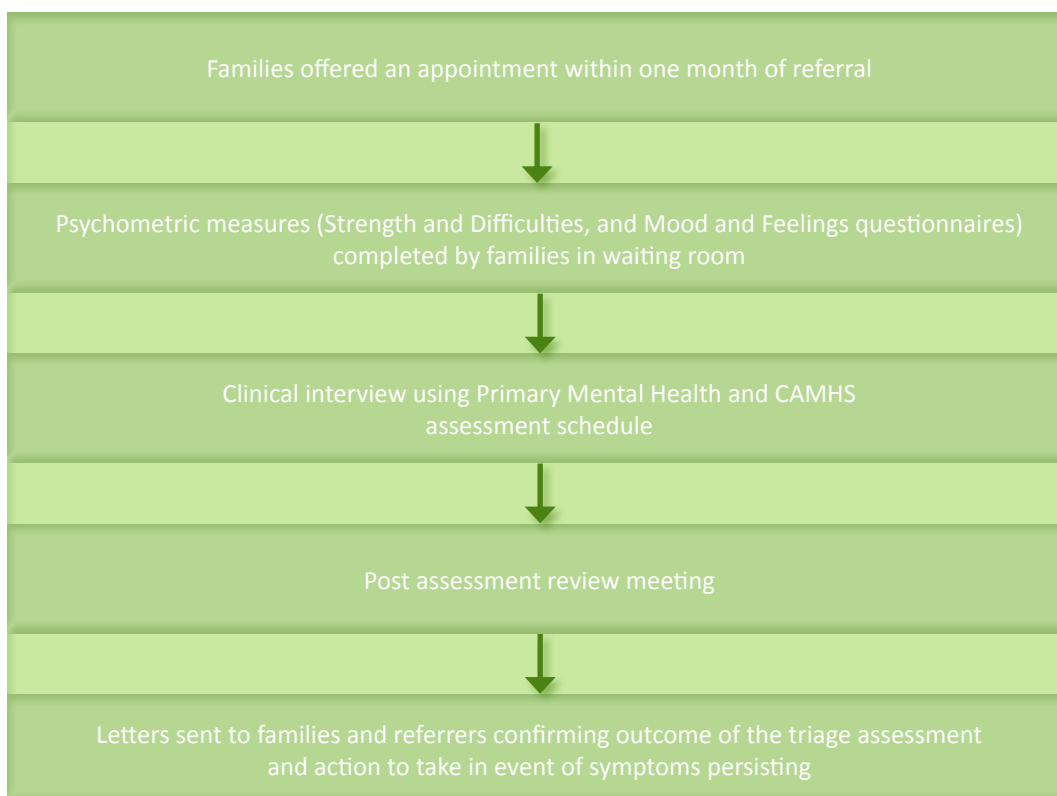 Families offered an appointment within one month of referral
Psychometric measures (Strength and Difficulties, and Mood and Feelings questionnaires)
completed by families in waiting room
Clinical interview using Primary Mental Health and CAMHS
assessment schedule
Post assessment review meeting
Letters sent to families and referrers confirming outcome of the triage assessment
and action to take in event of symptoms persisting